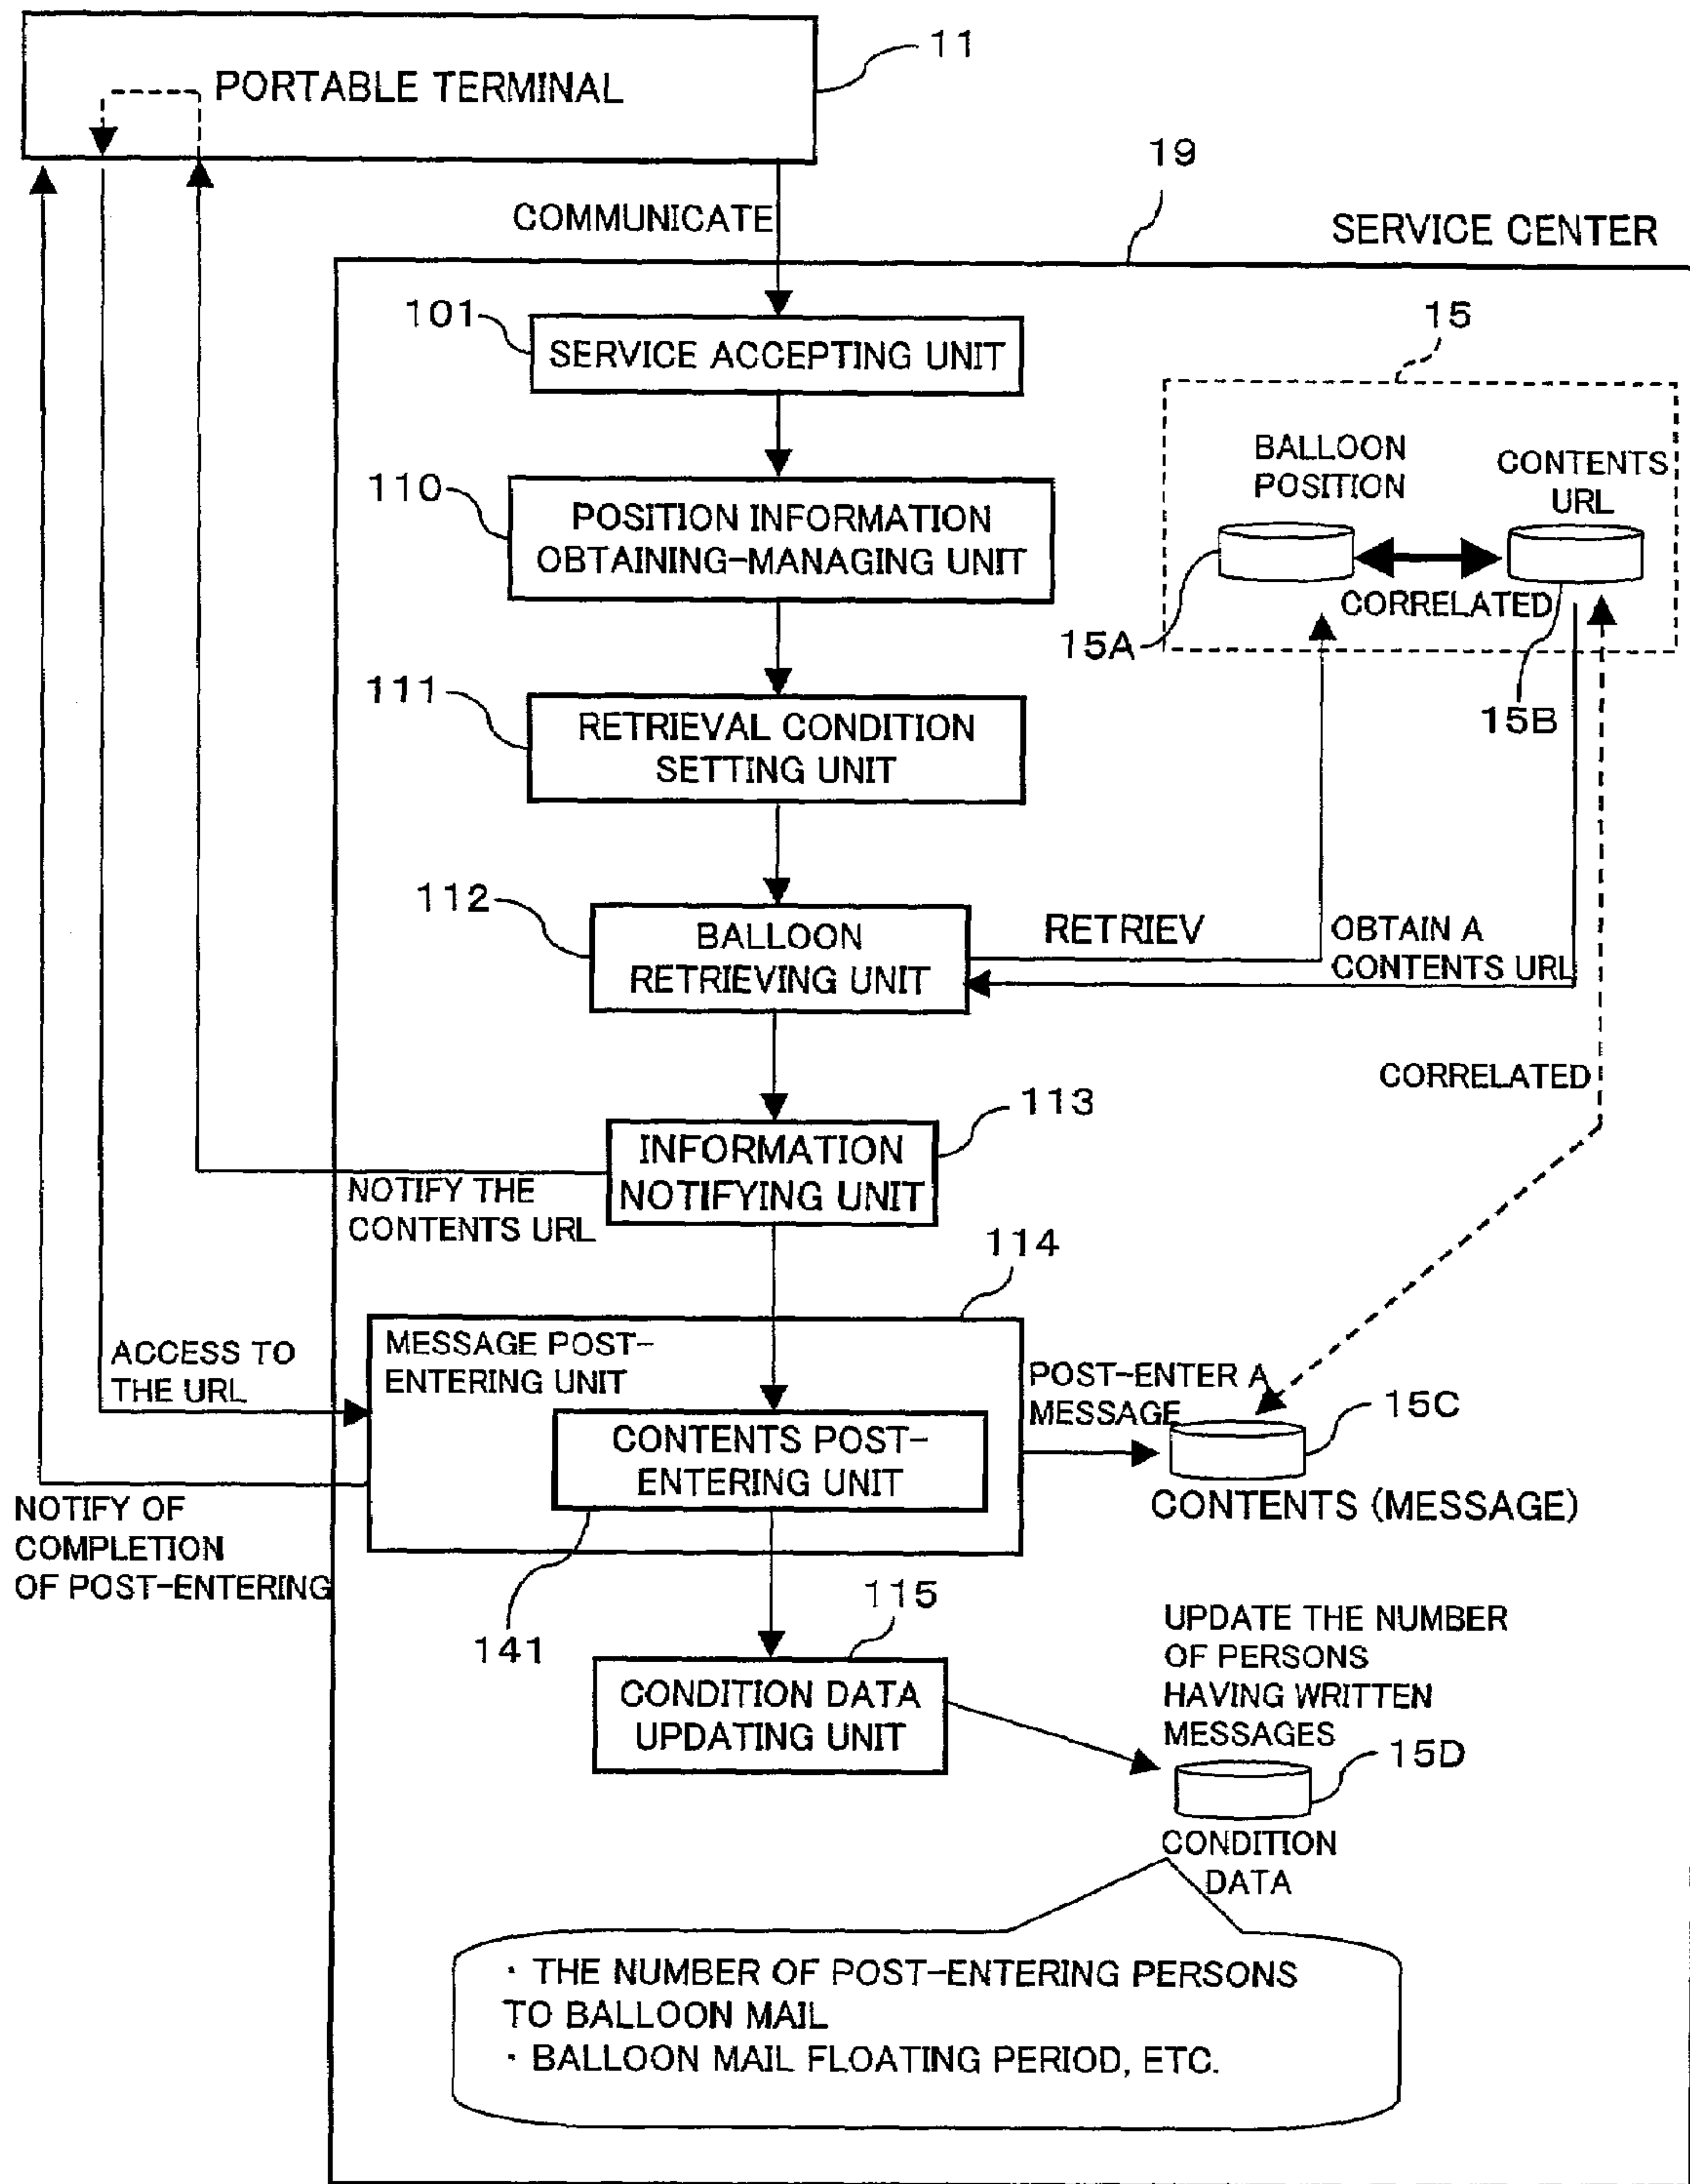 11
PORTABLE TERMINAL
19
COMMUNICATE
SERVICE CENTER
101
SERVICE ACCEPTING UNIT
15
BALLOON
POSITION
CONTENTS
URL
110
POSITION INFORMATION
OBTAINING-MANAGING UNIT
CORRELATED
15A
15B
111
RETRIEVAL CONDITION
SETTING UNIT
112
BALLOON
RETRIEVING UNIT
RETRIEV
OBTAIN A
CONTENTS URL
CORRELATED
113
INFORMATION
NOTIFYING UNIT
NOTIFY THE
CONTENTS URL
114
ACCESS TO
THE URL
MESSAGE POST-
ENTERING UNIT
POST-ENTER A
MESSAGE
15C
CONTENTS POST-
ENTERING UNIT
CONTENTS (MESSAGE)
NOTIFY OF
COMPLETION
OF POST-ENTERING
141
115
UPDATE THE NUMBER
OF PERSONS
HAVING WRITTEN
MESSAGES
CONDITION DATA
UPDATING UNIT
15D
CONDITION
DATA
・ THE NUMBER OF POST-ENTERING PERSONS
TO BALLOON MAIL
・ BALLOON MAIL FLOATING PERIOD, ETC.